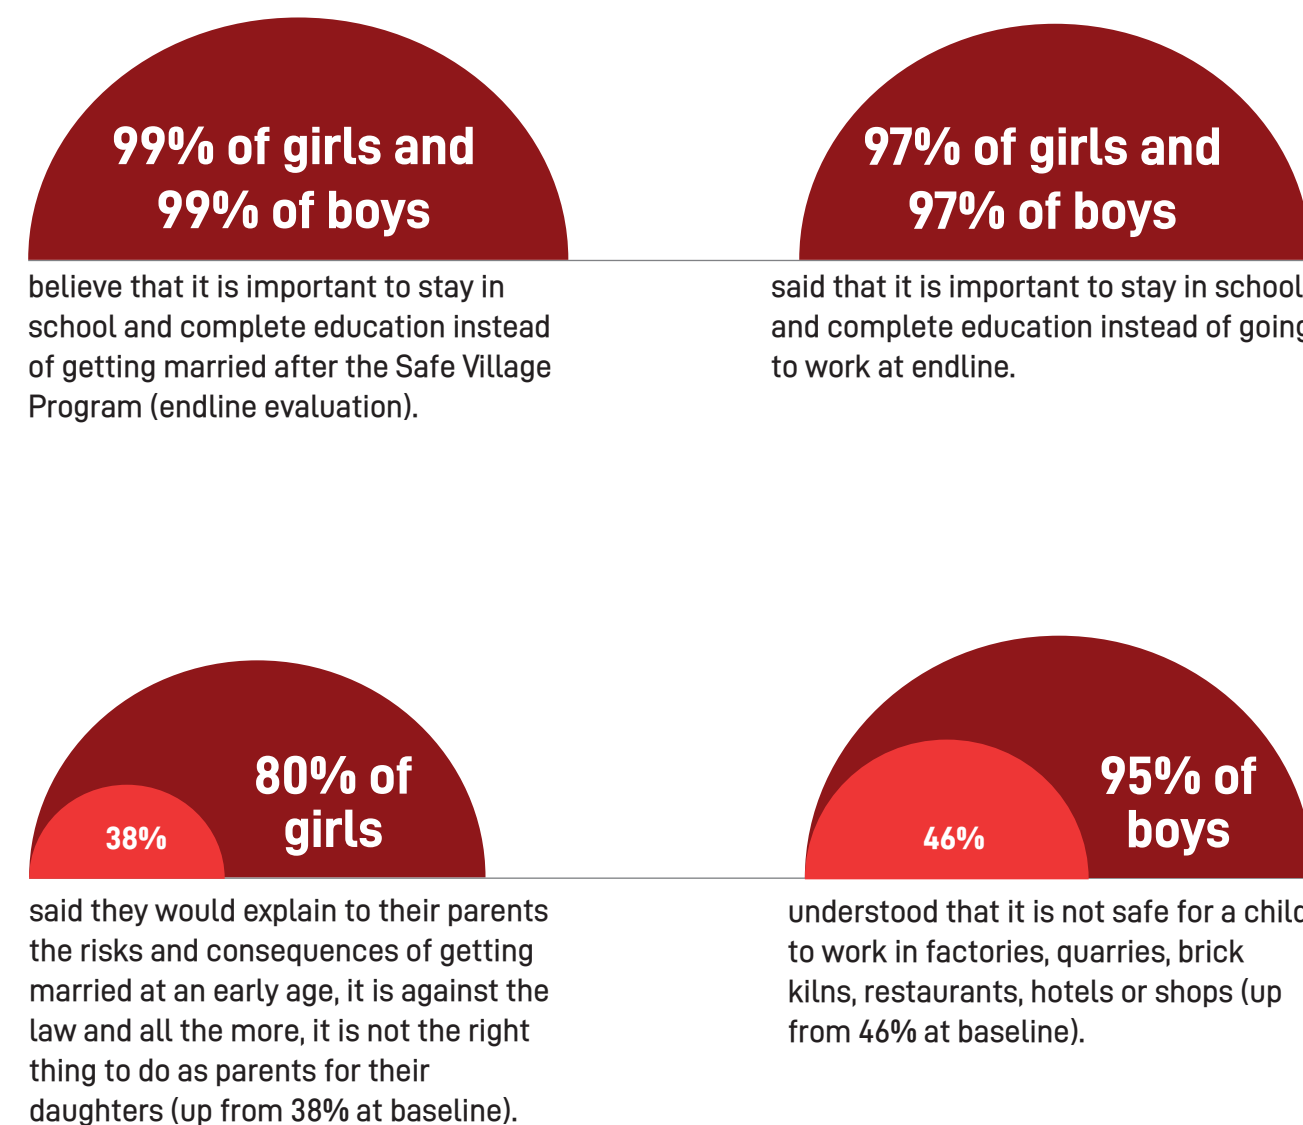 99% of girls and
99% of boys
believe that it is important to stay in
school and complete education instead
of getting married after the Safe Village
Program (endline evaluation).
97% of girls and
97% of boys
said that it is important to stay in school
and complete education instead of going
to work at endline.
38%
80% of
girls
said they would explain to their parents
the risks and consequences of getting
married at an early age, it is against the
law and all the more, it is not the right
thing to do as parents for their
daughters (up from 38% at baseline).
46%
95% of
boys
understood that it is not safe for a child
to work in factories, quarries, brick
kilns, restaurants, hotels or shops (up
from 46% at baseline).